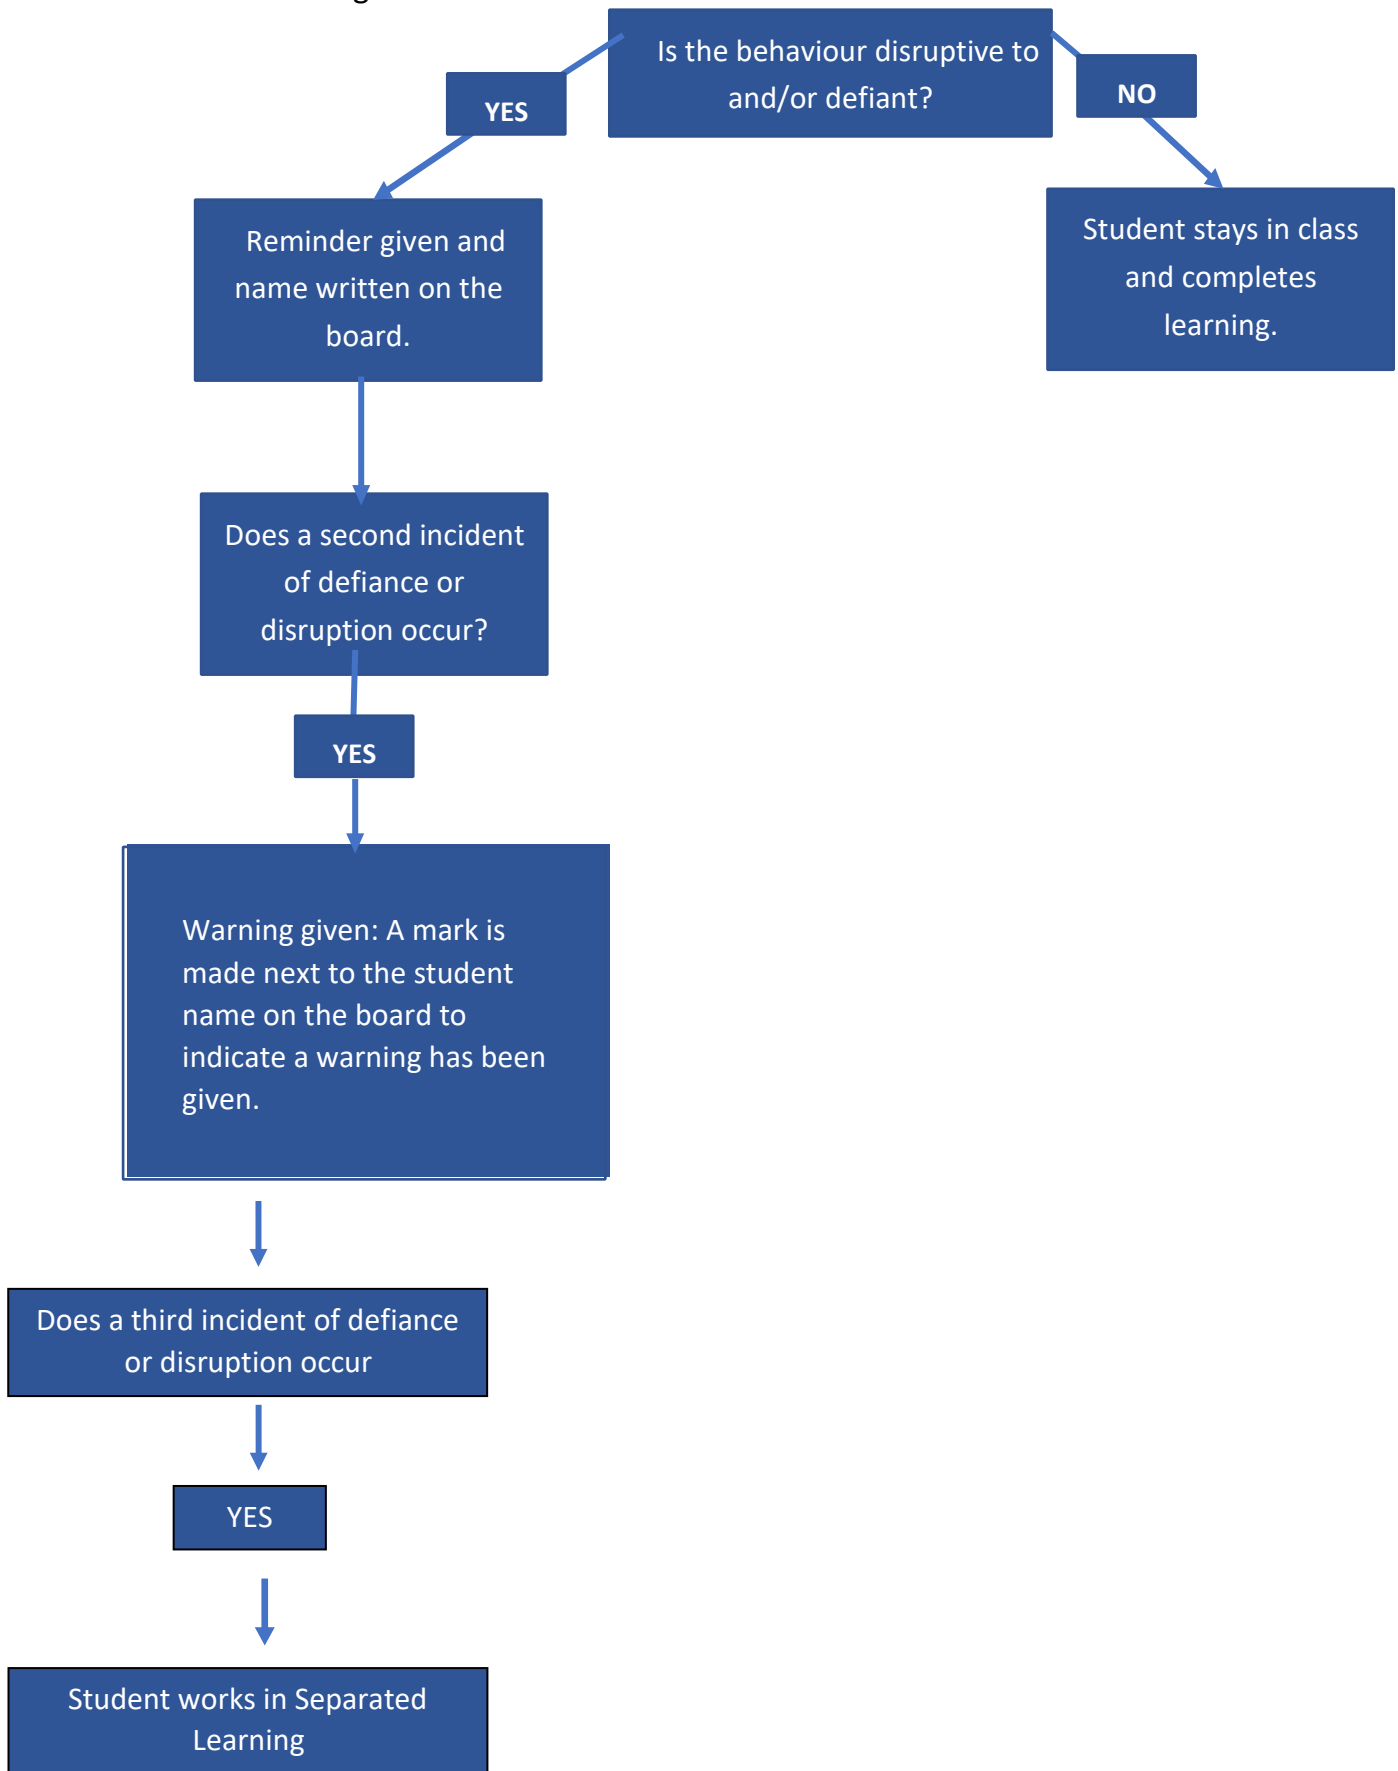 Is the behaviour disruptive to
and/or defiant?
YES
NO
Reminder given and
name written on the
board.
Student stays in class
and completes
learning.
Does a second incident
of defiance or
disruption occur?
YES
Warning given: A mark is
made next to the student
name on the board to
indicate a warning has been
given.
Does a third incident of defiance
or disruption occur
YES
Student works in Separated
Learning